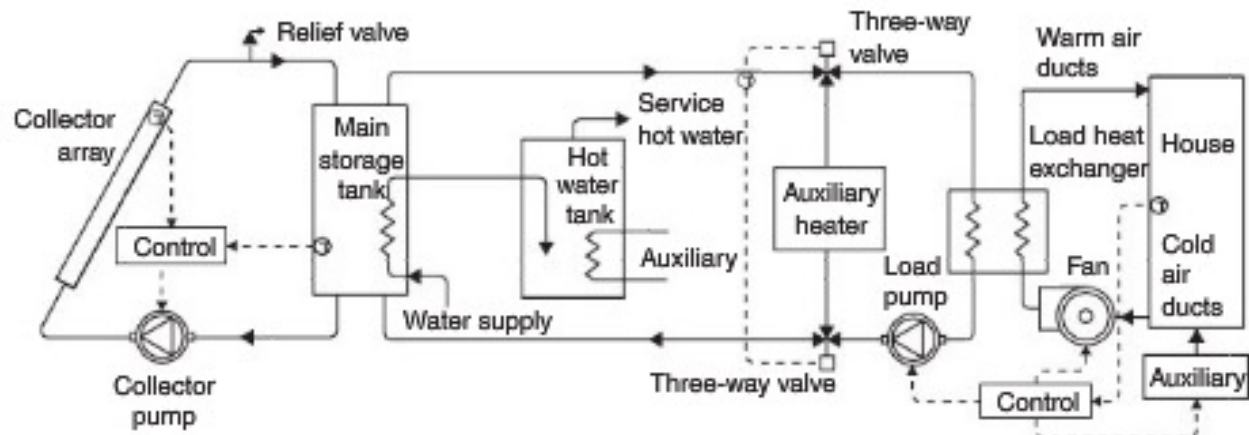 Relief valve
Collector
array
Control
Collector
pump
Main
storage
tank
Water supply
Service
hot water
Hot
water
tank
Auxiliary
Three-way
valve
Auxiliary
heater
Three-way valve
Load
pump
Warm air
ducts
Load heat
exchanger
House
Fan
Cold
air
ducts
Control
Auxiliary
T
T
T
T